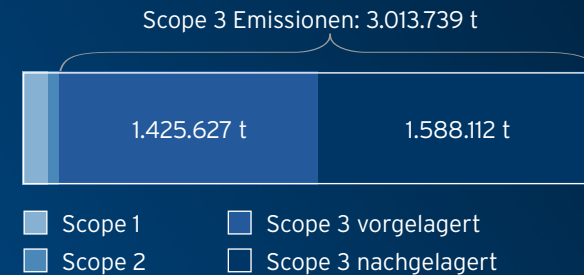 Scope 3 Emissionen: 3.013.739 t
1.425.627 t 1.588.112 t
Scope 1 Scope 3 vorgelagert
Scope 2 Scope 3 nachgelagert